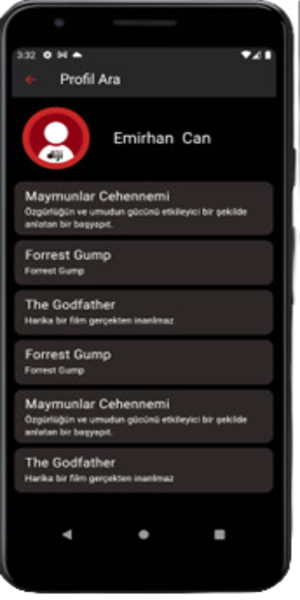 3:32
Profil Ara
Emirhan Can
Maymunlar Cehennemi
Özgürlüğün ve umudun gücünü etkileyici bir şekilde
anlatan bir başyapıt.
Forrest Gump
Forrest Gump
The Godfather
Harika bir film gerçekten inanılmaz
Forrest Gump
Forrest Gump
Maymunlar Cehennemi
Özgürlüğün ve umudun gücünü etkileyici bir şekilde
anlatan bir başyapıt.
The Godfather
Harika bir film gerçekten inanılmaz